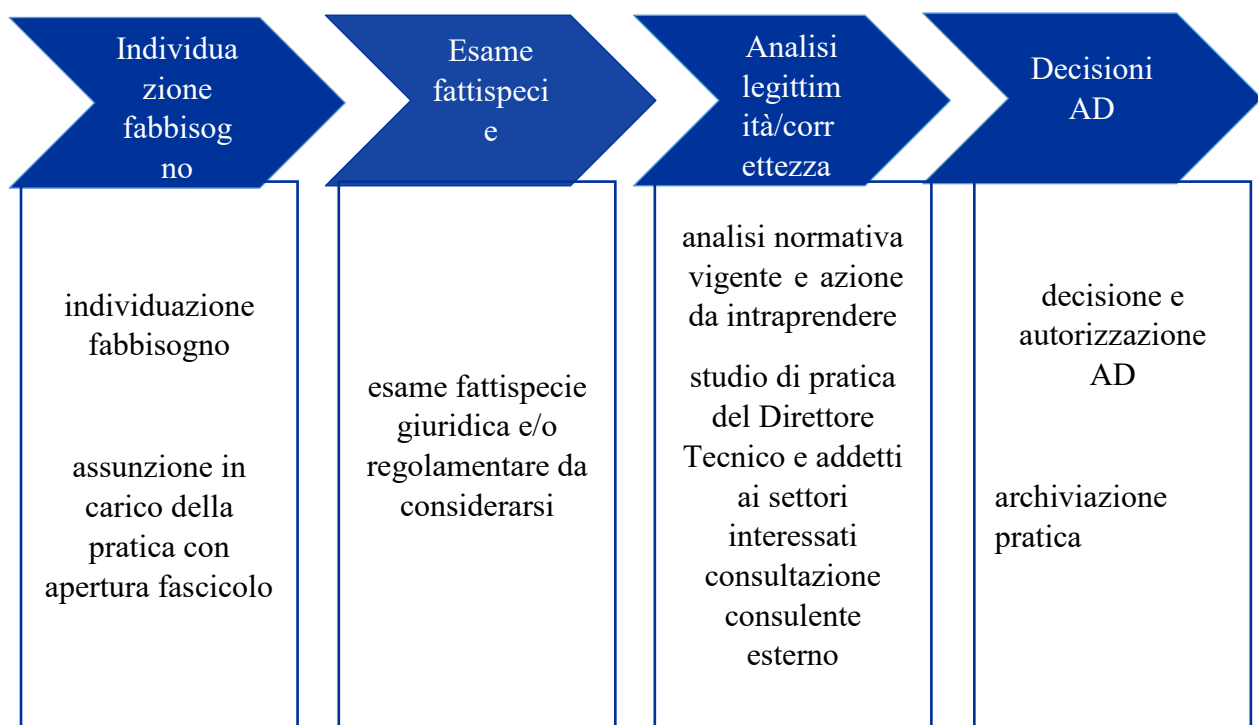 Individua
zione
fabbisog
no
individuazione
fabbisogno
assunzione in
carico della
pratica con
apertura fascicolo
Esame
fattispeci
e
esame fattispecie
giuridica e/o
regolamentare da
considerarsi
Analisi
legittim
ità/corr
ettezza
analisi normativa
vigente e azione
da intraprendere
studio di pratica
del Direttore
Tecnico e addetti
ai settori
interessati
consultazione
consulente
esterno
Decisioni
AD
decisione e
autorizzazione
AD
archiviazione
pratica